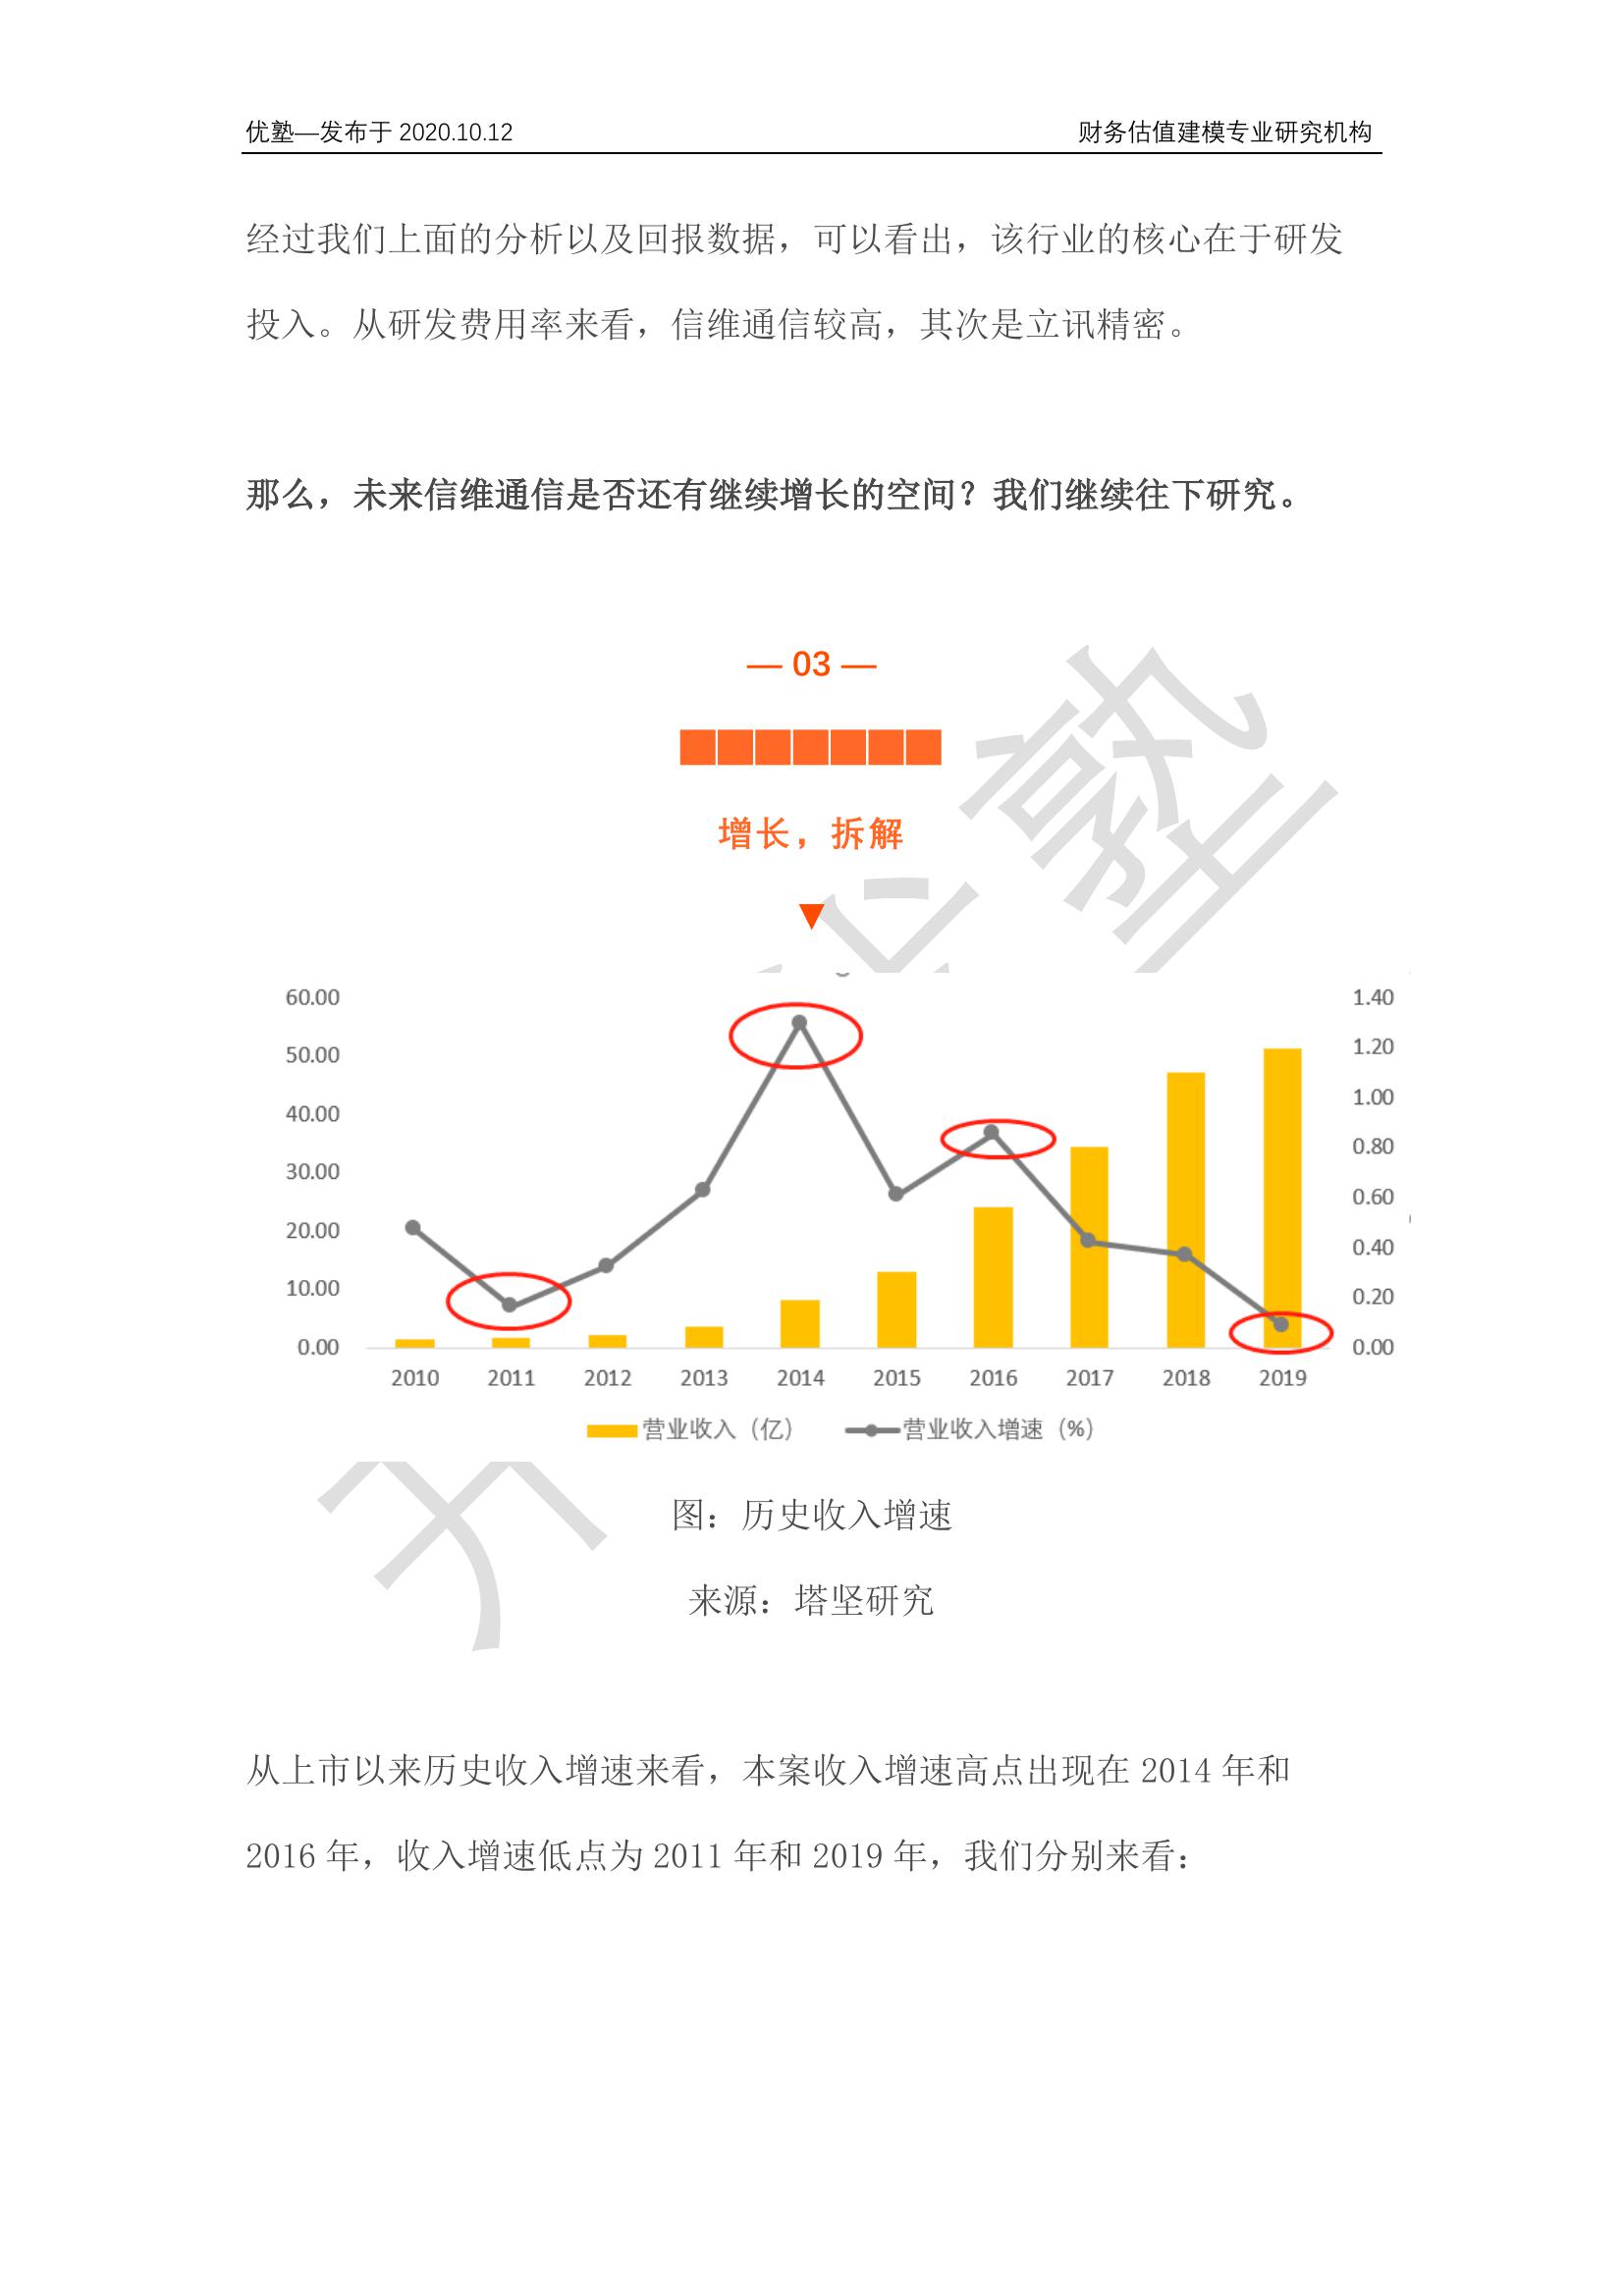 优塾—发布于 2020.10.12 财务估值建模专业研究机构
经过我们上面的分析以及回报数据，可以看出，该行业的核心在于研发
投入。从研发费用率来看，信维通信较高，其次是立讯精密。
那么，未来信维通信是否还有继续增长的空间？我们继续往下研究。
— 03 —
增长，拆解
▼
60.00 1.40
50.00 1.20
40.00 1.00
30.00 0.80
20.00 0.60
10.00 0.40
0.00 0.20
0.00
2010 2011 2012 2013 2014 2015 2016 2017 2018 2019
营业收入（亿） 营业收入增速（%）
图：历史收入增速
来源：塔坚研究
从上市以来历史收入增速来看，本案收入增速高点出现在 2014 年和
2016 年，收入增速低点为 2011 年和 2019 年，我们分别来看：